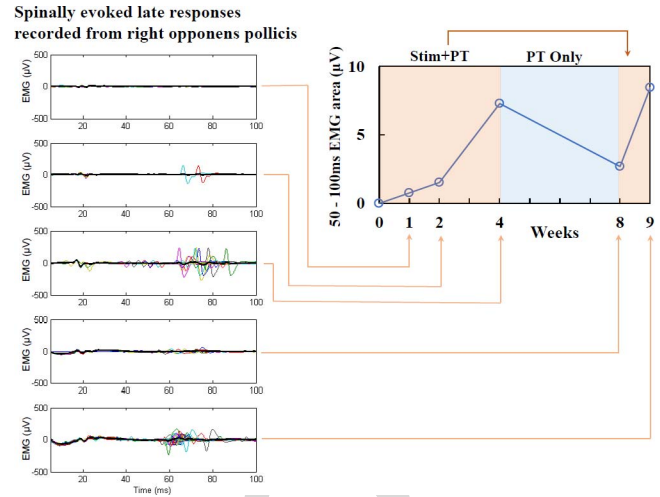 Spinally evoked late responses
recorded from right opponens pollicis
500
0
-500
EMG (µV)
20 40 60 80 100
500
0
-500
EMG (µV)
20 40 60 80 100
500
0
-500
EMG (µV)
20 40 60 80 100
500
0
-500
EMG (µV)
20 40 60 80 100
500
0
-500
EMG (µV)
20 40 60 80 100
Time (ms)
Stim+PT PT Only
50 - 100ms EMG area (µV)
10
5
0
0 1 2 4 8 9
Weeks